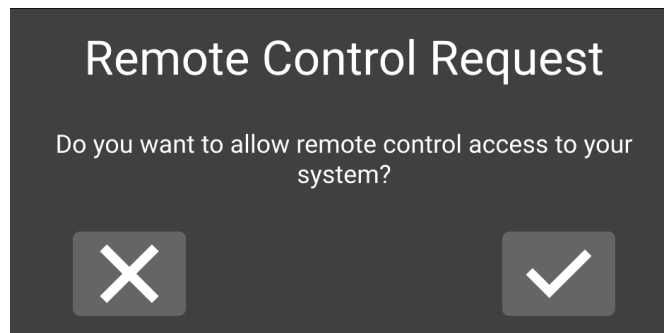 Remote Control Request
Do you want to allow remote control access to your
system?